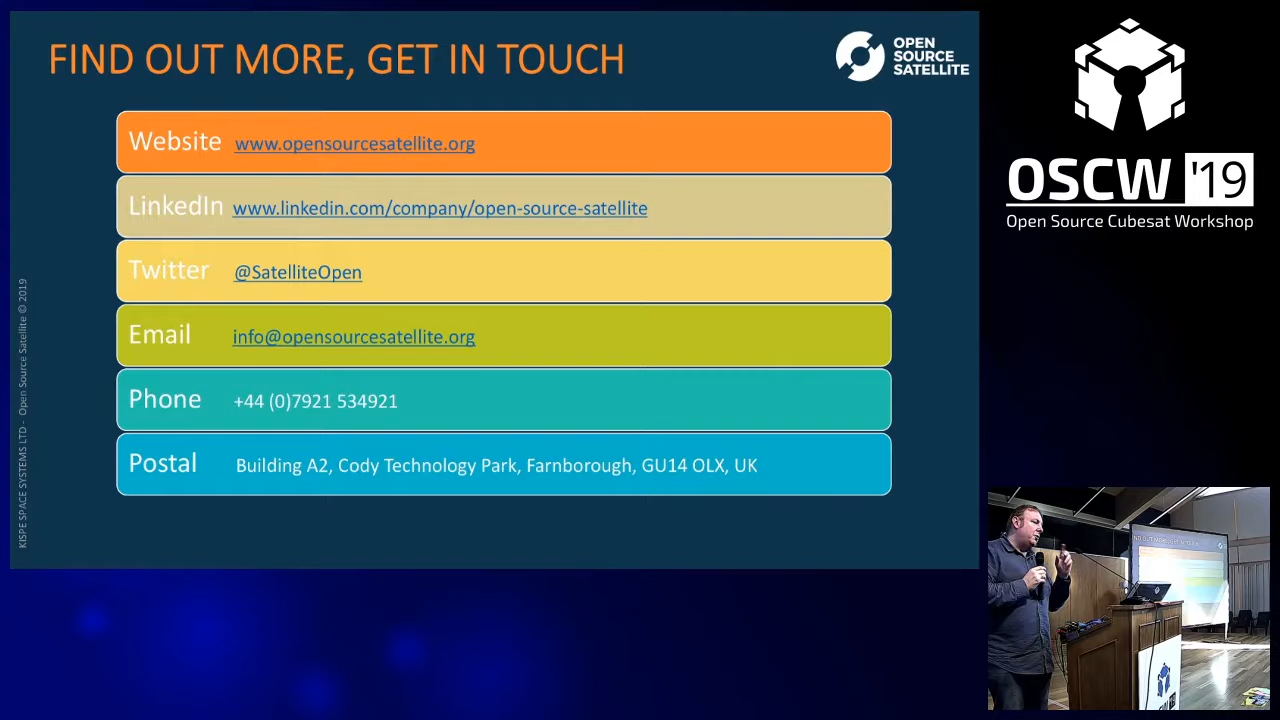 FIND OUT MORE, GET IN TOUCH
OPEN
SOURCE
SATELLITE
Website www.opensourcesatellite.org
LinkedIn www.linkedin.com/company/open-source-satellite
Twitter @SatelliteOpen
Email info@opensourcesatellite.org
Phone +44 (0)7921 534921
Postal Building A2, Cody Technology Park, Farnborough, GU14 OLX, UK
KISPE SPACE SYSTEMS LTD - Open Source Satellite © 2019
OSCW '19
Open Source Cubesat Workshop